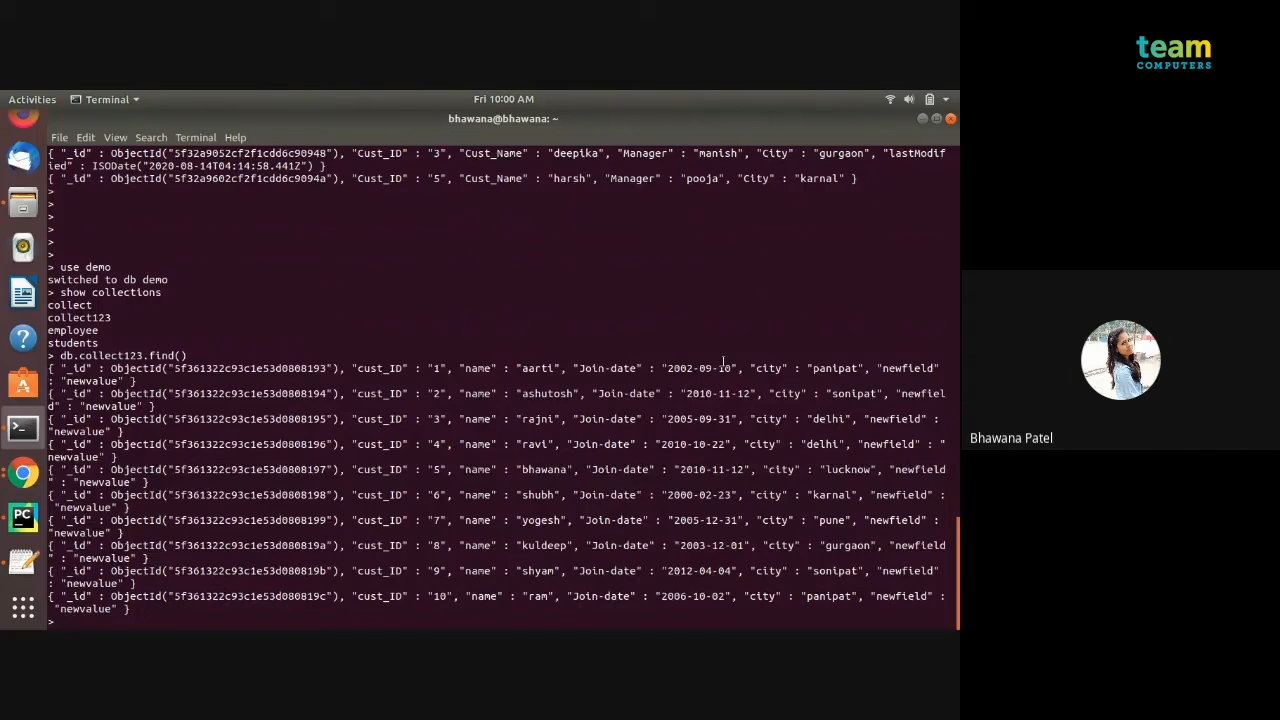 team
COMPUTERS
Activities Terminal Fri 10:00 AM
bhawana@bhawana: ~
File Edit View Search Terminal Help
{ "_id" : ObjectId("5f32a9052cf2f1cdd6c90948"), "Cust_ID" : "3", "Cust_Name" : "deepika", "Manager" : "manish", "City" : "gurgaon", "lastModif
ied" : ISODate("2020-08-14T04:14:58.441Z") }
{ "_id" : ObjectId("5f32a9602cf2f1cdd6c9094a"), "Cust_ID" : "5", "Cust_Name" : "harsh", "Manager" : "pooja", "City" : "karnal" }
>
>
>
>
>
>
> use demo
switched to db demo
> show collections
collect
collect123
employee
students
> db.collect123.find()
{ "_id" : ObjectId("5f361322c93c1e53d0808193"), "cust_ID" : "1", "name" : "aarti", "Join-date" : "2002-09-10", "city" : "panipat", "newfield"
: "newvalue" }
{ "_id" : ObjectId("5f361322c93c1e53d0808194"), "cust_ID" : "2", "name" : "ashutosh", "Join-date" : "2010-11-12", "city" : "sonipat", "newfiel
d" : "newvalue" }
{ "_id" : ObjectId("5f361322c93c1e53d0808195"), "cust_ID" : "3", "name" : "rajni", "Join-date" : "2005-09-31", "city" : "delhi", "newfield" :
"newvalue" }
{ "_id" : ObjectId("5f361322c93c1e53d0808196"), "cust_ID" : "4", "name" : "ravi", "Join-date" : "2010-10-22", "city" : "delhi", "newfield" : "
newvalue" }
{ "_id" : ObjectId("5f361322c93c1e53d0808197"), "cust_ID" : "5", "name" : "bhawana", "Join-date" : "2010-11-12", "city" : "lucknow", "newfield
" : "newvalue" }
{ "_id" : ObjectId("5f361322c93c1e53d0808198"), "cust_ID" : "6", "name" : "shubh", "Join-date" : "2000-02-23", "city" : "karnal", "newfield" :
"newvalue" }
{ "_id" : ObjectId("5f361322c93c1e53d0808199"), "cust_ID" : "7", "name" : "yogesh", "Join-date" : "2005-12-31", "city" : "pune", "newfield" :
"newvalue" }
{ "_id" : ObjectId("5f361322c93c1e53d080819a"), "cust_ID" : "8", "name" : "kuldeep", "Join-date" : "2003-12-01", "city" : "gurgaon", "newfield"
: "newvalue" }
{ "_id" : ObjectId("5f361322c93c1e53d080819b"), "cust_ID" : "9", "name" : "shyam", "Join-date" : "2012-04-04", "city" : "sonipat", "newfield"
: "newvalue" }
{ "_id" : ObjectId("5f361322c93c1e53d080819c"), "cust_ID" : "10", "name" : "ram", "Join-date" : "2006-10-02", "city" : "panipat", "newfield" :
"newvalue" }
>
PC
Bhawana Patel